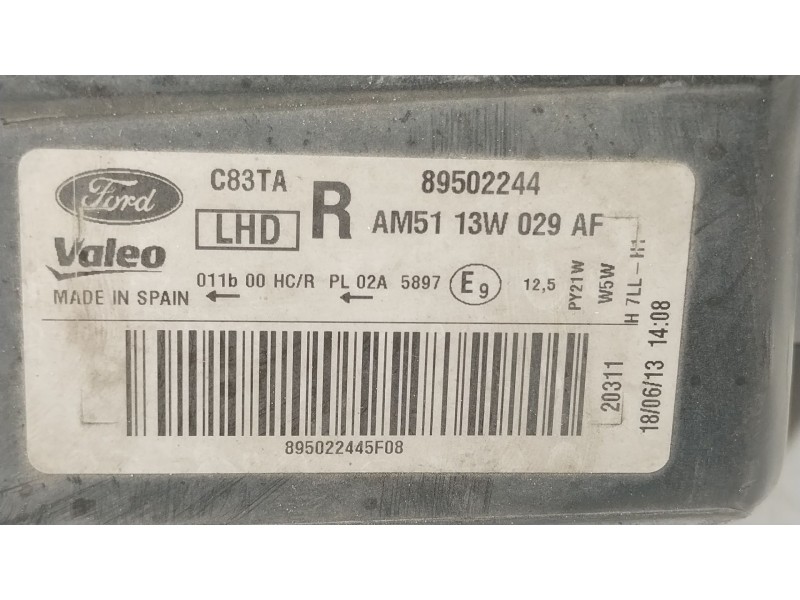 Ford
C83TA
89502244
LHD
R
AM51 13W 029 AF
Valeo
MADE IN SPAIN
011b 00 HC/R PL 02A 5897 E9 12,5
PY21W
W5W
20311
18/06/13 14:08
895022445F08